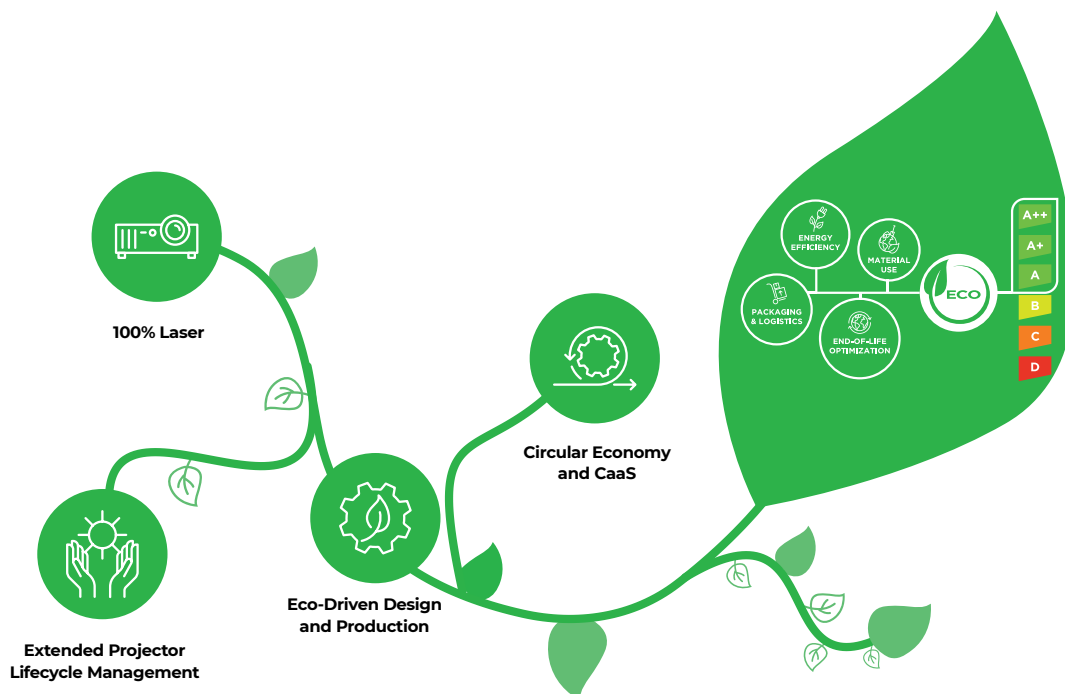 100% Laser
Extended Projector
Lifecycle Management
Eco-Driven Design
and Production
Circular Economy
and CaaS
ENERGY
EFFICIENCY
MATERIAL
USE
PACKAGING
& LOGISTICS
END-OF-LIFE
OPTIMIZATION
ECO
A++
A+
A
B
C
D